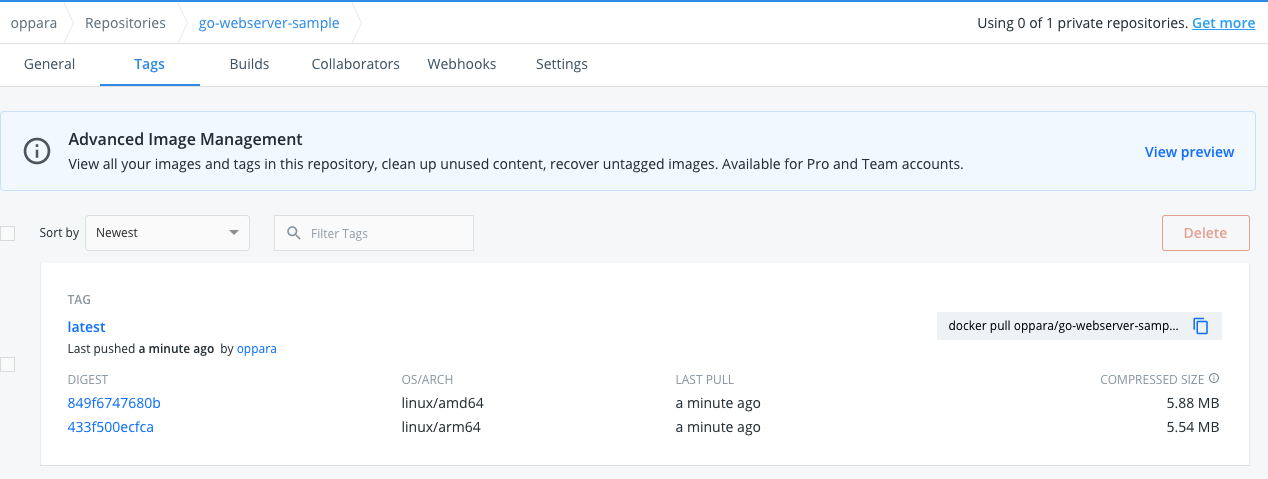 oppara Repositories go-webserver-sample Using 0 of 1 private repositories. Get more
General Tags Builds Collaborators Webhooks Settings
Advanced Image Management
View all your images and tags in this repository, clean up unused content, recover untagged images. Available for Pro and Team accounts.
View preview
Sort by Newest Filter Tags Delete
TAG
latest
docker pull oppara/go-webserver-samp...
Last pushed a minute ago by oppara
DIGEST OS/ARCH LAST PULL COMPRESSED SIZE
849f6747680b linux/amd64 a minute ago 5.88 MB
433f500ecfca linux/arm64 a minute ago 5.54 MB